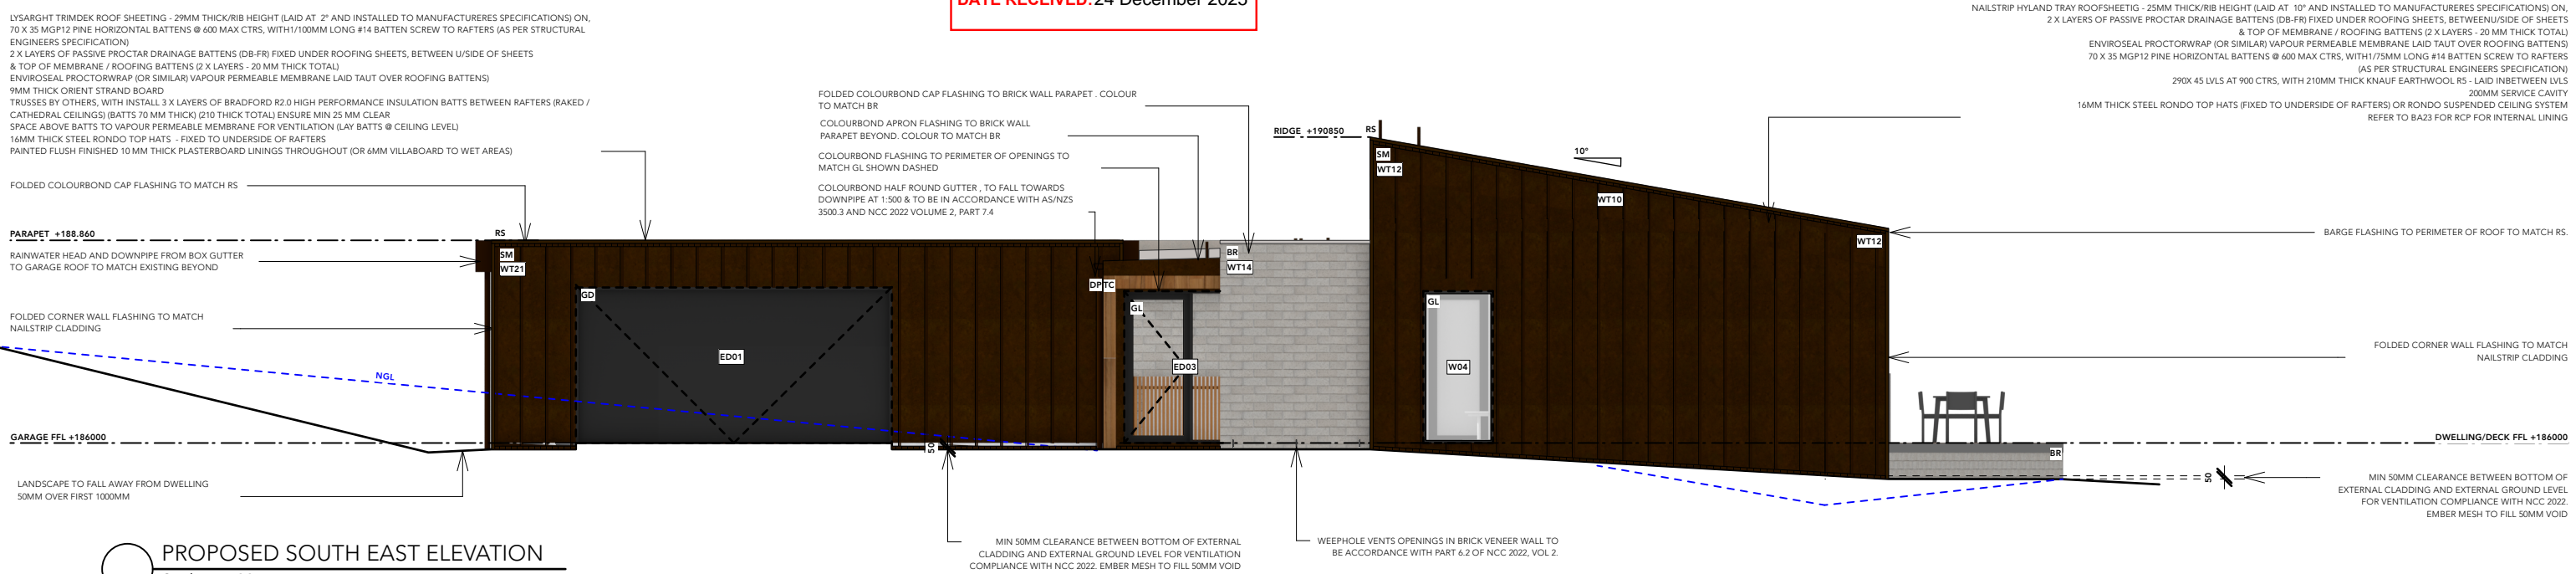 LYSARGHT TRIMDEK ROOF SHEETING - 29MM THICK/RIB HEIGHT (LAID AT 2° AND INSTALLED TO MANUFACTURERES SPECIFICATIONS) ON,
70 X 35 MGP12 PINE HORIZONTAL BATTENS @ 600 MAX CTRS, WITH1/100MM LONG #14 BATTEN SCREW TO RAFTERS (AS PER STRUCTURAL
ENGINEERS SPECIFICATION)
2 X LAYERS OF PASSIVE PROCTAR DRAINAGE BATTENS (DB-FR) FIXED UNDER ROOFING SHEETS, BETWEEN U/SIDE OF SHEETS
& TOP OF MEMBRANE / ROOFING BATTENS (2 X LAYERS - 20 MM THICK TOTAL)
ENVIROSEAL PROCTORWRAP (OR SIMILAR) VAPOUR PERMEABLE MEMBRANE LAID TAUT OVER ROOFING BATTENS)
9MM THICK ORIENT STRAND BOARD
TRUSSES BY OTHERS, WITH INSTALL 3 X LAYERS OF BRADFORD R2.0 HIGH PERFORMANCE INSULATION BATTS BETWEEN RAFTERS (RAKED /
CATHEDRAL CEILINGS) (BATTS 70 MM THICK) (210 THICK TOTAL) ENSURE MIN 25 MM CLEAR
SPACE ABOVE BATTS TO VAPOUR PERMEABLE MEMBRANE FOR VENTILATION (LAY BATTS @ CEILING LEVEL)
16MM THICK STEEL RONDO TOP HATS - FIXED TO UNDERSIDE OF RAFTERS
PAINTED FLUSH FINISHED 10 MM THICK PLASTERBOARD LININGS THROUGHOUT (OR 6MM VILLABOARD TO WET AREAS)
FOLDED COLOURBOND CAP FLASHING TO MATCH RS
PARAPET +188.860
RAINWATER HEAD AND DOWNPIPE FROM BOX GUTTER
TO GARAGE ROOF TO MATCH EXISTING BEYOND
FOLDED CORNER WALL FLASHING TO MATCH
NAILSTRIP CLADDING
NGL
GARAGE FFL +186000
LANDSCAPE TO FALL AWAY FROM DWELLING
50MM OVER FIRST 1000MM
PROPOSED SOUTH EAST ELEVATION
DATE RECEIVED: 24 December 2025
FOLDED COLOURBOND CAP FLASHING TO BRICK WALL PARAPET . COLOUR
TO MATCH BR
COLOURBOND APRON FLASHING TO BRICK WALL
PARAPET BEYOND. COLOUR TO MATCH BR
COLOURBOND FLASHING TO PERIMETER OF OPENINGS TO
MATCH GL SHOWN DASHED
COLOURBOND HALF ROUND GUTTER , TO FALL TOWARDS
DOWNPIPE AT 1:500 & TO BE IN ACCORDANCE WITH AS/NZS
3500.3 AND NCC 2022 VOLUME 2, PART 7.4
RS
SM
WT21
GD
ED01
DP
TC
GL
ED03
BR
WT14
50
RIDGE +190850
RS
SM
WT12
10°
WT10
WT12
GL
W04
BR
50
MIN 50MM CLEARANCE BETWEEN BOTTOM OF EXTERNAL
CLADDING AND EXTERNAL GROUND LEVEL FOR VENTILATION
COMPLIANCE WITH NCC 2022. EMBER MESH TO FILL 50MM VOID
WEEPHOLE VENTS OPENINGS IN BRICK VENEER WALL TO
BE ACCORDANCE WITH PART 6.2 OF NCC 2022, VOL 2.
NAILSTRIP HYLAND TRAY ROOFSHEETIG - 25MM THICK/RIB HEIGHT (LAID AT 10° AND INSTALLED TO MANUFACTURERES SPECIFICATIONS) ON,
2 X LAYERS OF PASSIVE PROCTAR DRAINAGE BATTENS (DB-FR) FIXED UNDER ROOFING SHEETS, BETWEENU/SIDE OF SHEETS
& TOP OF MEMBRANE / ROOFING BATTENS (2 X LAYERS - 20 MM THICK TOTAL)
ENVIROSEAL PROCTORWRAP (OR SIMILAR) VAPOUR PERMEABLE MEMBRANE LAID TAUT OVER ROOFING BATTENS)
70 X 35 MGP12 PINE HORIZONTAL BATTENS @ 600 MAX CTRS, WITH1/75MM LONG #14 BATTEN SCREW TO RAFTERS
(AS PER STRUCTURAL ENGINEERS SPECIFICATION)
290X 45 LVLS AT 900 CTRS, WITH 210MM THICK KNAUF EARTHWOOL R5 - LAID INBETWEEN LVLS
200MM SERVICE CAVITY
16MM THICK STEEL RONDO TOP HATS (FIXED TO UNDERSIDE OF RAFTERS) OR RONDO SUSPENDED CEILING SYSTEM
REFER TO BA23 FOR RCP FOR INTERNAL LINING
BARGE FLASHING TO PERIMETER OF ROOF TO MATCH RS.
FOLDED CORNER WALL FLASHING TO MATCH
NAILSTRIP CLADDING
DWELLING/DECK FFL +186000
MIN 50MM CLEARANCE BETWEEN BOTTOM OF
EXTERNAL CLADDING AND EXTERNAL GROUND LEVEL
FOR VENTILATION COMPLIANCE WITH NCC 2022.
EMBER MESH TO FILL 50MM VOID